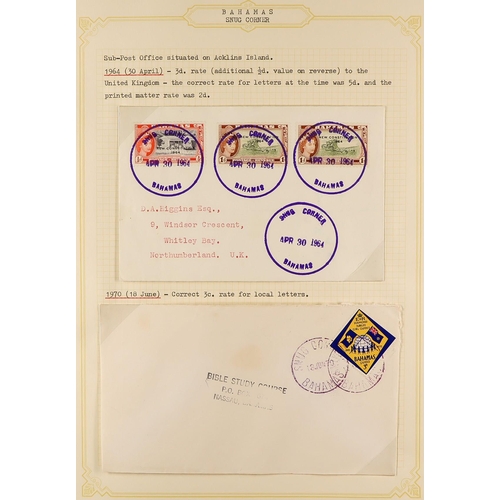 BAHAMAS
SNUG CORNER
Sub-Post Office situated on Acklins Island.
1964 (30 April) - 3d. rate (additional ½d. value on reverse) to the
United Kingdom - the correct rate for letters at the time was 5d. and the
printed matter rate was 2d.
SNUG CORNER
APR 30 1964
BAHAMAS
SNUG CORNER
APR 30 1964
BAHAMAS
SNUG CORNER
APR 30 1964
BAHAMAS
D.A.Higgins Esq.,
9, Windsor Crescent,
Whitley Bay.
Northumberland, U.K.
SNUG CORNER
APR 30 1964
BAHAMAS
1970 (18 June) - Correct 3c. rate for local letters.
BAHAMAS
SNUG
BAHAMAS
BIBLE STUDY COURSE
P.O. BOX
NASSAU,